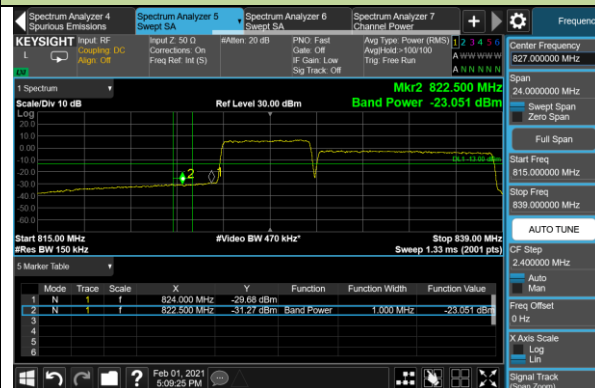 Spectrum Analyzer 4
Spurious Emissions
Spectrum Analyzer 5
Swept SA
Spectrum Analyzer 6
Swept SA
Spectrum Analyzer 7
Channel Power
Frequenc
KEYSIGHT
L
Input: RF
Coupling: DC
Align: Off
Input Z: 50 Ω
Corrections: On
Freq Ref: Int (S)
#Atten: 20 dB
PNO: Fast
Gate: Off
IF Gain: Low
Sig Track: Off
Avg Type: Power (RMS)
Avg|Hold:>100/100
Trig: Free Run
1 2 3 4 5 6
A W W W W W
A N N N N N
1 Spectrum
Scale/Div 10 dB
Ref Level 30.00 dBm
Mkr2 822.500 MHz
Band Power -23.051 dBm
Log
20.0
10.0
0.00
-10.0
-20.0
-30.0
-40.0
-50.0
-60.0
DL1 -13.00 dBm
2
1
Start 815.00 MHz
#Res BW 150 kHz
#Video BW 470 kHz*
Stop 839.00 MHz
Sweep 1.33 ms (2001 pts)
5 Marker Table
Mode Trace Scale X Y Function Function Width Function Value
1 N 1 f 824.000 MHz -29.68 dBm
2 N 1 f 822.500 MHz -31.27 dBm Band Power 1.000 MHz -23.051 dBm
3
4
5
6
Feb 01, 2021
5:09:25 PM
Center Frequency
827.000000 MHz
Span
24.0000000 MHz
Swept Span
Zero Span
Full Span
Start Freq
815.000000 MHz
Stop Freq
839.000000 MHz
AUTO TUNE
CF Step
2.400000 MHz
Auto
Man
Freq Offset
0 Hz
X Axis Scale
Log
Lin
Signal Track
(Span Zoom)